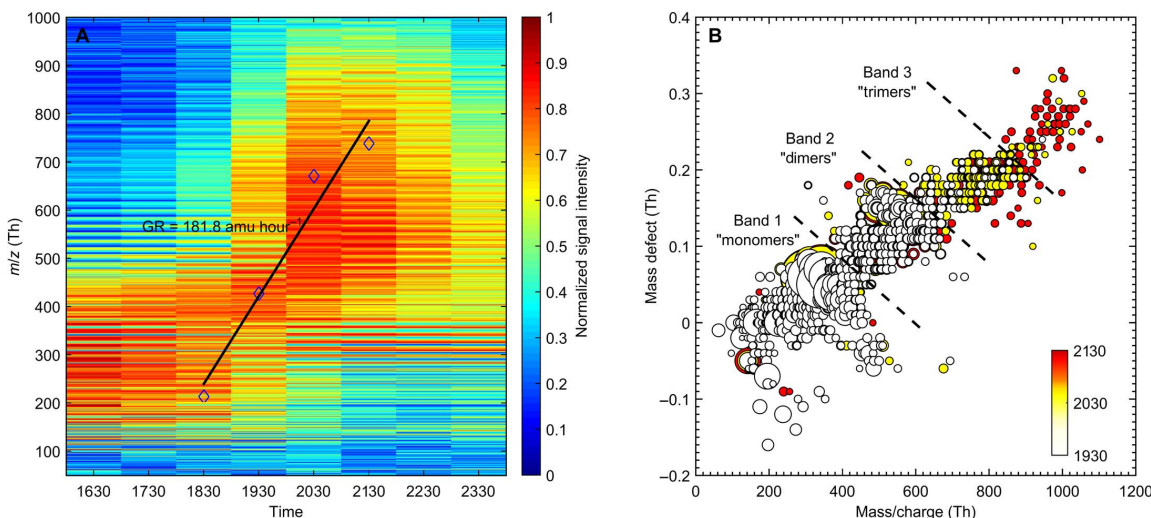 A
1000
900
800
700
600
500
400
300
200
100
m/z (Th)
GR = 181.8 amu hour⁻¹
1630 1730 1830 1930 2030 2130 2230 2330
Time
1
0.9
0.8
0.7
0.6
0.5
0.4
0.3
0.2
0.1
0
Normalized signal intensity
B
0.4
0.3
0.2
0.1
0
−0.1
−0.2
Mass defect (Th)
Band 3
"trimers"
Band 2
"dimers"
Band 1
"monomers"
2130
2030
1930
0 200 400 600 800 1000 1200
Mass/charge (Th)